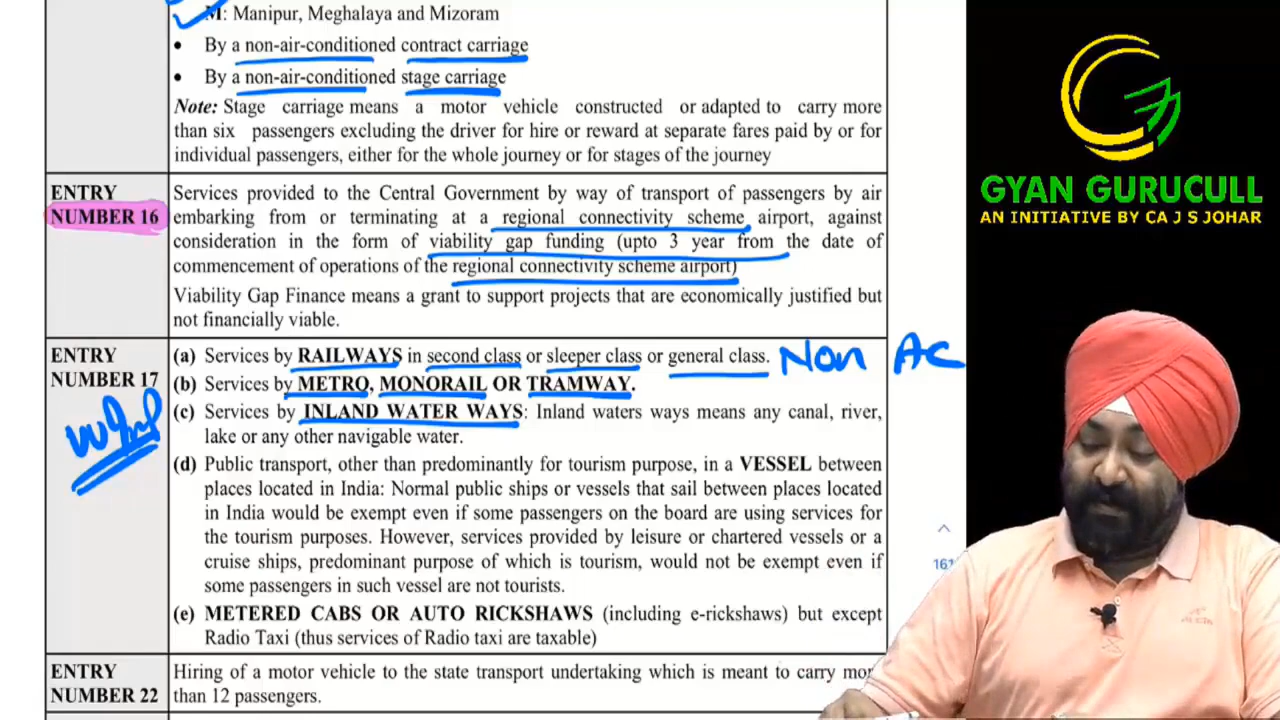 M: Manipur, Meghalaya and Mizoram
• By a non-air-conditioned contract carriage
• By a non-air-conditioned stage carriage
Note: Stage carriage means a motor vehicle constructed or adapted to carry more
than six passengers excluding the driver for hire or reward at separate fares paid by or for
individual passengers, either for the whole journey or for stages of the journey
ENTRY
NUMBER 16
Services provided to the Central Government by way of transport of passengers by air
embarking from or terminating at a regional connectivity scheme airport, against
consideration in the form of viability gap funding (upto 3 year from the date of
commencement of operations of the regional connectivity scheme airport)
Viability Gap Finance means a grant to support projects that are economically justified but
not financially viable.
ENTRY
NUMBER 17
(a) Services by RAILWAYS in second class or sleeper class or general class. Non AC
(b) Services by METRO, MONORAIL OR TRAMWAY.
(c) Services by INLAND WATER WAYS: Inland waters ways means any canal, river,
lake or any other navigable water.
(d) Public transport, other than predominantly for tourism purpose, in a VESSEL between
places located in India: Normal public ships or vessels that sail between places located
in India would be exempt even if some passengers on the board are using services for
the tourism purposes. However, services provided by leisure or chartered vessels or a
cruise ships, predominant purpose of which is tourism, would not be exempt even if
some passengers in such vessel are not tourists.
(e) METERED CABS OR AUTO RICKSHAWS (including e-rickshaws) but except
Radio Taxi (thus services of Radio taxi are taxable)
ENTRY
NUMBER 22
Hiring of a motor vehicle to the state transport undertaking which is meant to carry
than 12 passengers.
GYAN GURUCULL
AN INITIATIVE BY CA J S JOHAR